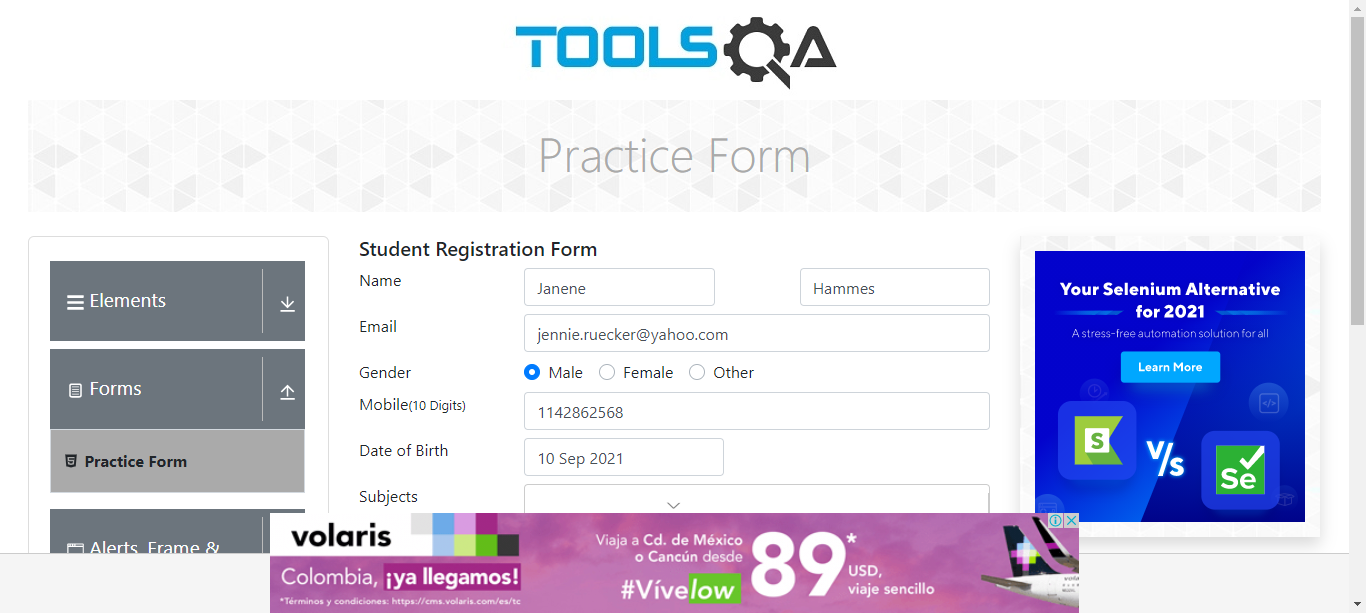 TOOLSQA
Practice Form
Elements
Forms
Practice Form
Alerts, Frame &
Student Registration Form
Name
Janene
Hammes
Email
jennie.ruecker@yahoo.com
Gender
Male
Female
Other
Mobile(10 Digits)
1142862568
Date of Birth
10 Sep 2021
Subjects
Your Selenium Alternative
for 2021
A stress-free automation solution for all
Learn More
S
V/s
Se
volaris
Colombia, ¡ya llegamos!
*Términos y condiciones: https://cms.volaris.com/es/tc
Viaja a Cd. de México
o Cancún desde
#Vívelow
89*
USD,
viaje sencillo